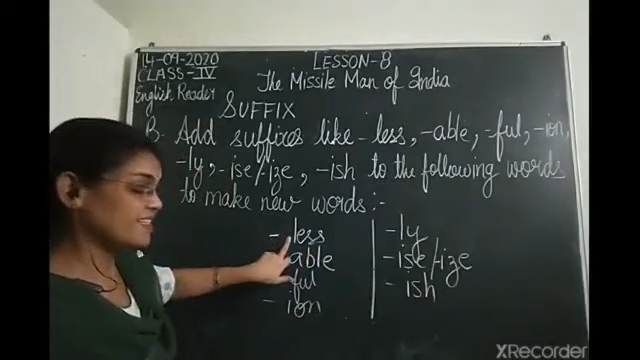 14-09-2020
CLASS-IV
English Reader
LESSON-8
The Missile Man of India
SUFFIX
B. Add suffixes like -less, -able, -ful, -ion,
-ly, -ise/-ize, -ish to the following words
to make new words:-
- less
able
ful
- ion
- ly
- ise/ize
- ish
XRecorder